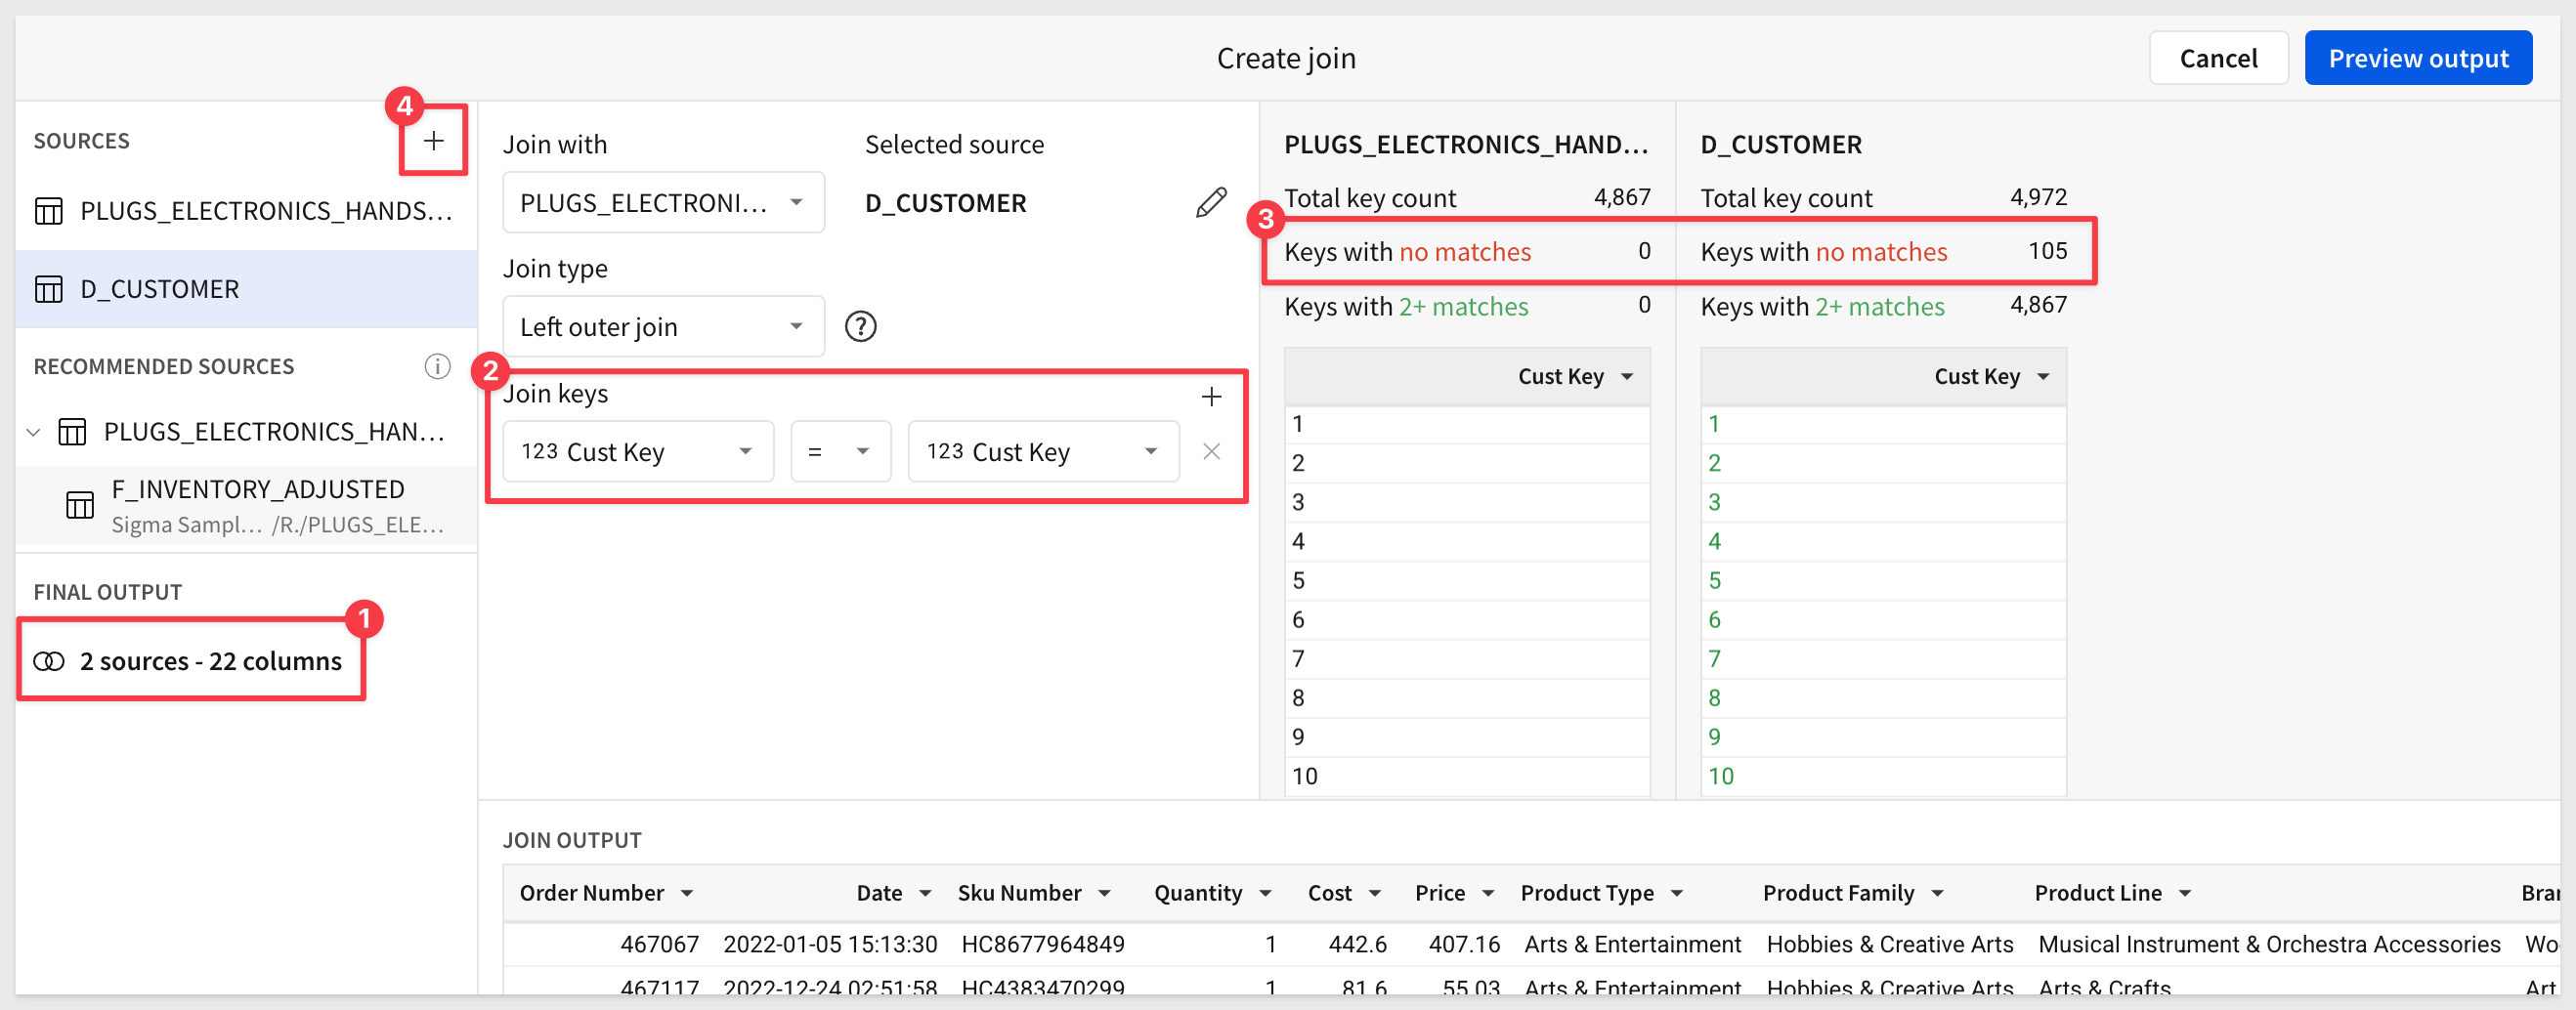 Create join
Cancel
Preview output
4
SOURCES
+
PLUGS_ELECTRONICS_HANDS…
D_CUSTOMER
RECOMMENDED SOURCES
PLUGS_ELECTRONICS_HAN…
F_INVENTORY_ADJUSTED
Sigma Sampl… /R./PLUGS_ELE…
FINAL OUTPUT
1
2 sources - 22 columns
Join with
Selected source
PLUGS_ELECTRONI…
D_CUSTOMER
Join type
Left outer join
?
2
Join keys
+
123 Cust Key
=
123 Cust Key
PLUGS_ELECTRONICS_HAND…
Total key count 4,867
3
Keys with no matches 0
Keys with 2+ matches 0
Cust Key
1
2
3
4
5
6
7
8
9
10
D_CUSTOMER
Total key count 4,972
Keys with no matches 105
Keys with 2+ matches 4,867
Cust Key
1
2
3
4
5
6
7
8
9
10
JOIN OUTPUT
Order Number Date Sku Number Quantity Cost Price Product Type Product Family Product Line Bra
467067 2022-01-05 15:13:30 HC8677964849 1 442.6 407.16 Arts & Entertainment Hobbies & Creative Arts Musical Instrument & Orchestra Accessories Wo
467117 2022-12-24 02:51:58 HC4383470299 1 81.6 55.03 Arts & Entertainment Hobbies & Creative Arts Arts & Crafts Art